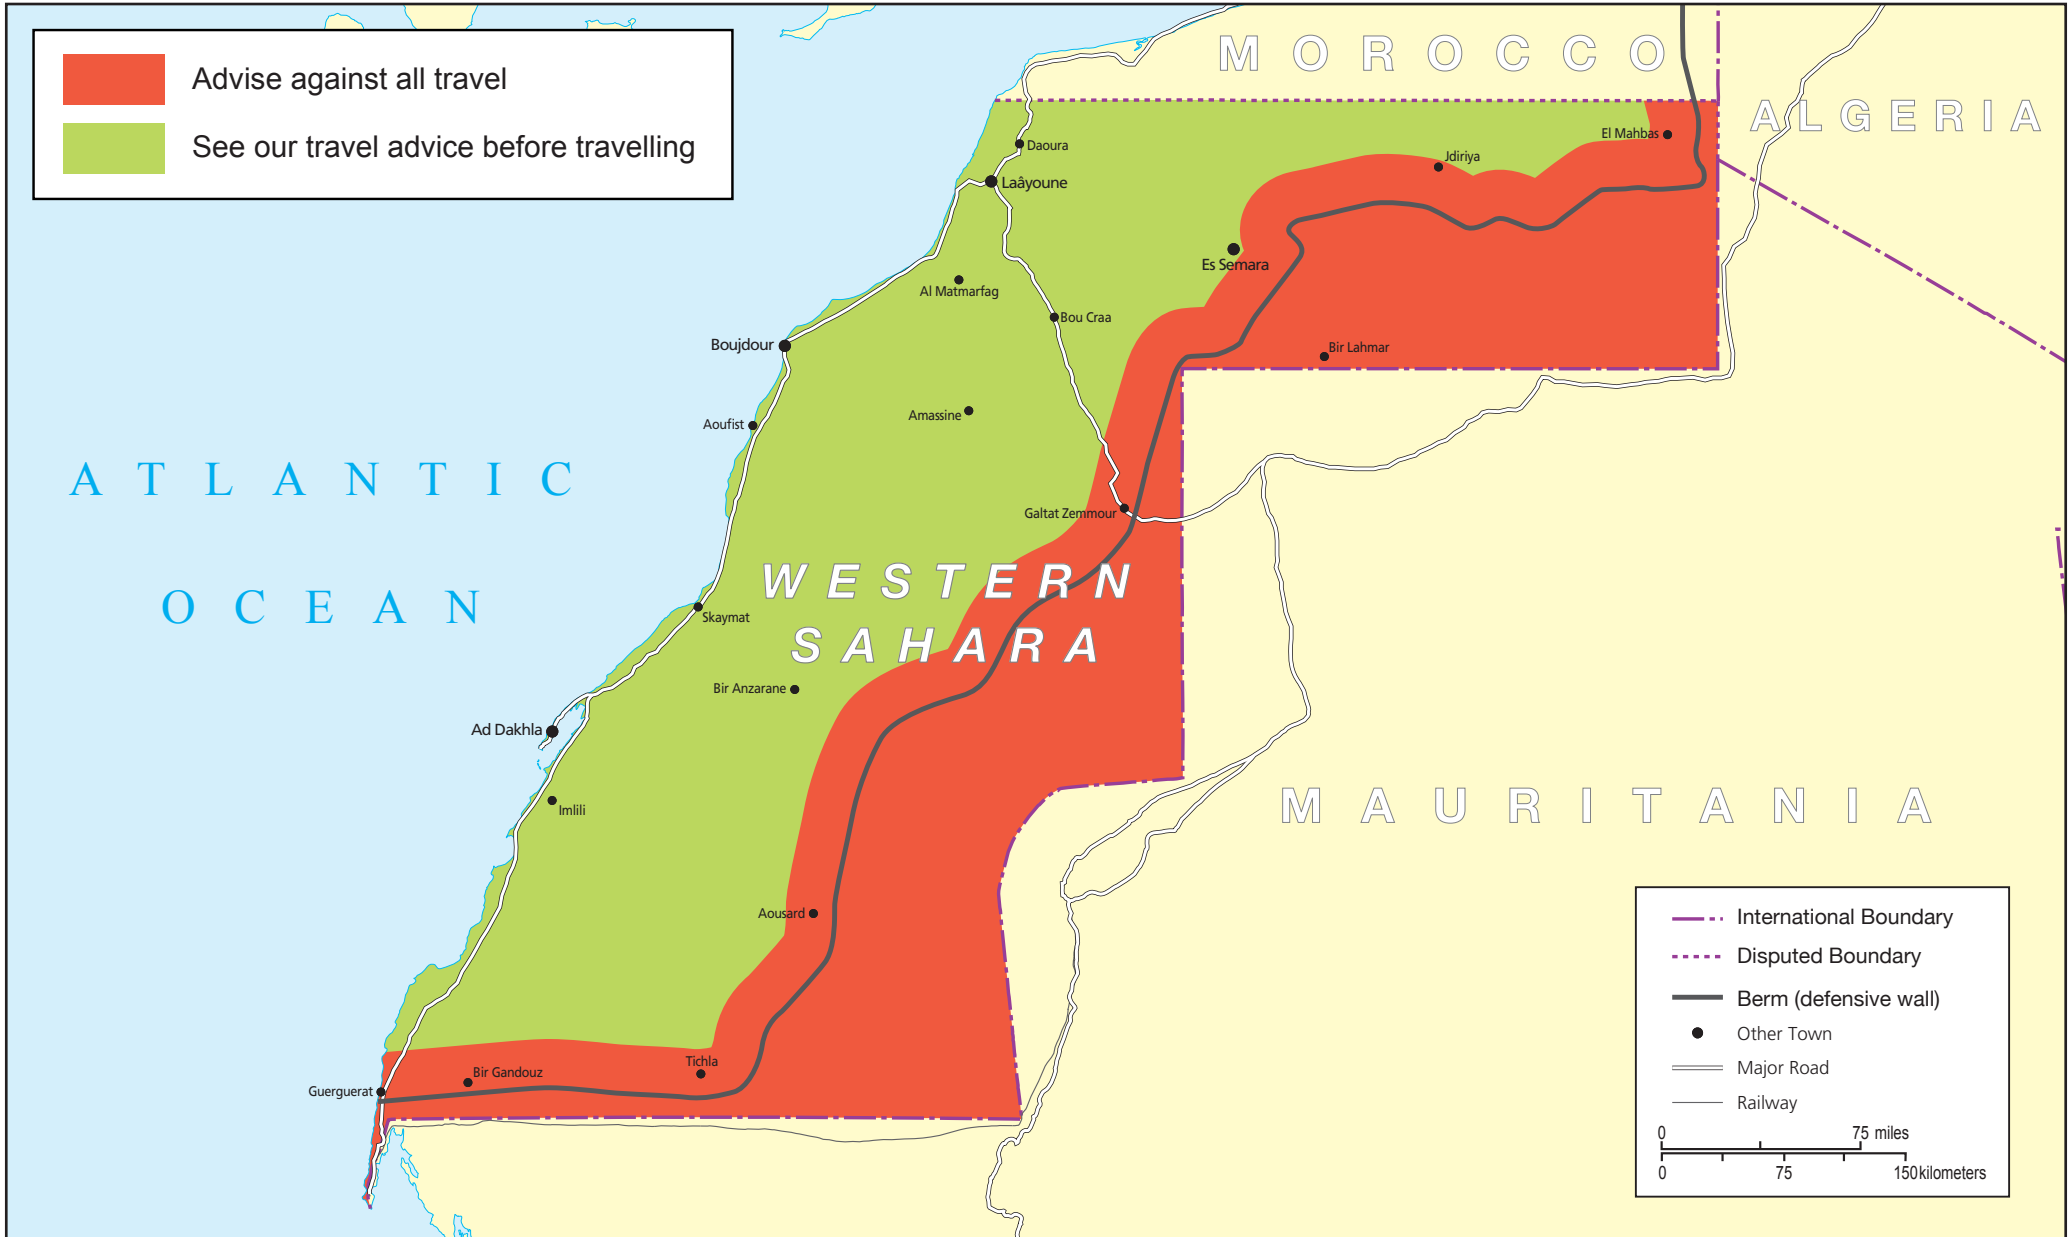 Advise against all travel
See our travel advice before travelling
MOROCCO
ALGERIA
El Mahbas
Daoura
Jdiriya
Laâyoune
Es Semara
Al Matmarfag
Bou Craa
Boujdour
Bir Lahmar
Amassine
Aoufist
ATLANTIC
OCEAN
Galtat Zemmour
WESTERN
SAHARA
Skaymat
Bir Anzarane
Ad Dakhla
Imlili
MAURITANIA
Aousard
Tichla
Bir Gandouz
Guerguerat
International Boundary
Disputed Boundary
Berm (defensive wall)
Other Town
Major Road
Railway
0 75 miles
0 75 150 kilometers